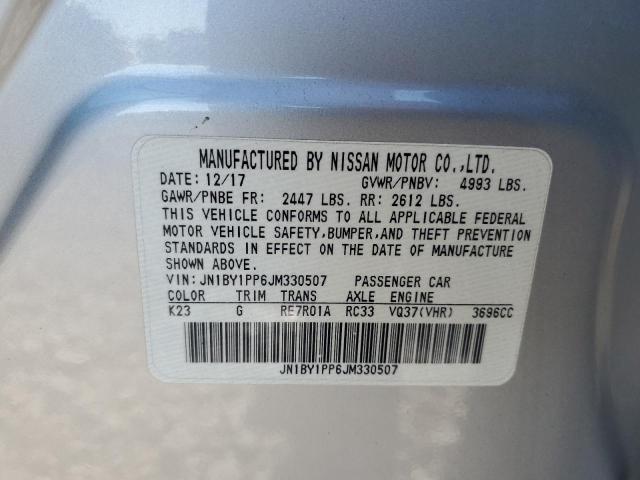 MANUFACTURED BY NISSAN MOTOR CO.,LTD.
DATE: 12/17 GVWR/PNBV: 4993 LBS.
GAWR/PNBE FR: 2447 LBS. RR: 2612 LBS.
THIS VEHICLE CONFORMS TO ALL APPLICABLE FEDERAL
MOTOR VEHICLE SAFETY,BUMPER,AND THEFT PREVENTION
STANDARDS IN EFFECT ON THE DATE OF MANUFACTURE
SHOWN ABOVE.
VIN: JN1BY1PP6JM330507 PASSENGER CAR
COLOR TRIM TRANS AXLE ENGINE
K23 G RE7R01A RC33 VQ37(VHR) 3696CC
JN1BY1PP6JM330507